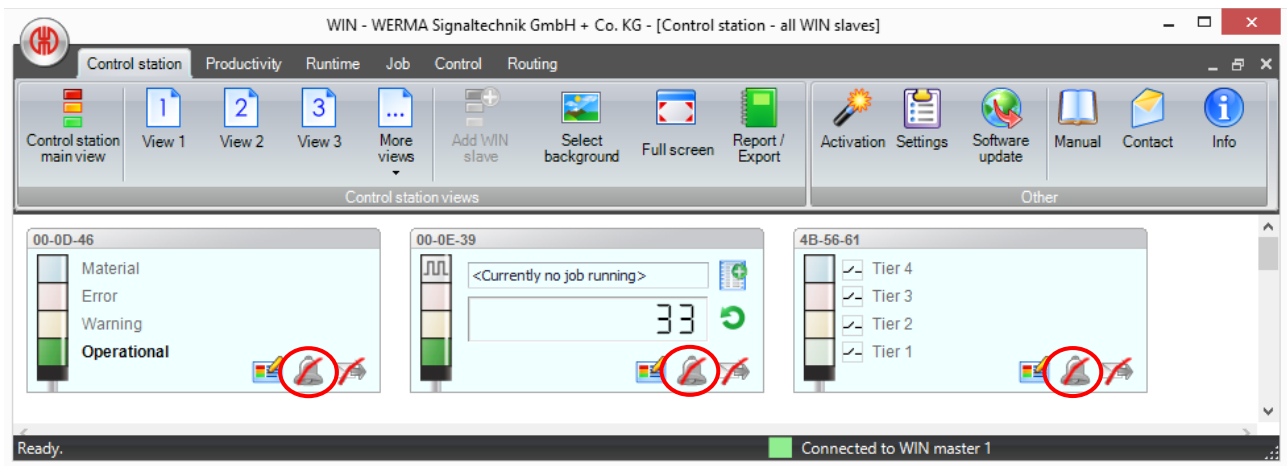 WIN - WERMA Signaltechnik GmbH + Co. KG - [Control station - all WIN slaves]
Control station Productivity Runtime Job Control Routing
Control station main view
1
View 1
2
View 2
3
View 3
...
More views
Add WIN slave
Select background
Full screen
Report / Export
Activation
Settings
Software update
Manual
Contact
Info
Control station views
Other
00-0D-46
Material
Error
Warning
Operational
00-0E-39
<Currently no job running>
33
4B-56-61
Tier 4
Tier 3
Tier 2
Tier 1
Ready.
Connected to WIN master 1